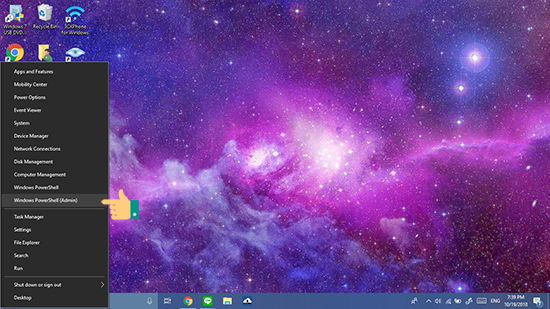 Windows 7
USB DVD...
Recycle Bin
3CXPhone
for Windows
Apps and Features
Mobility Center
Power Options
Event Viewer
System
Device Manager
Network Connections
Disk Management
Computer Management
Windows PowerShell
Windows PowerShell (Admin)
Task Manager
Settings
File Explorer
Search
Run
Shut down or sign out
Desktop
ENG
7:39 PM
10/19/2018